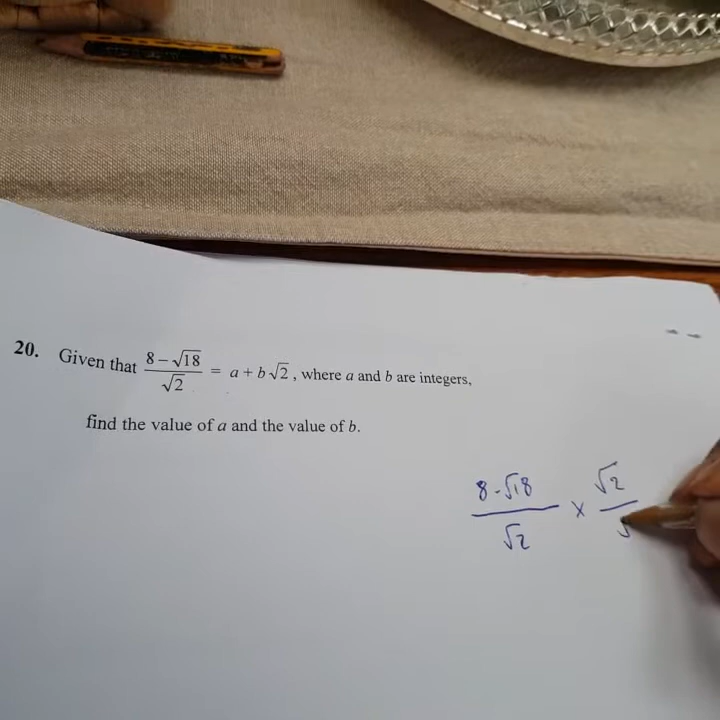 20. Given that (8 − √18)/√2 = a + b√2, where a and b are integers,
find the value of a and the value of b.
(8 - √18)/√2 × √2/√